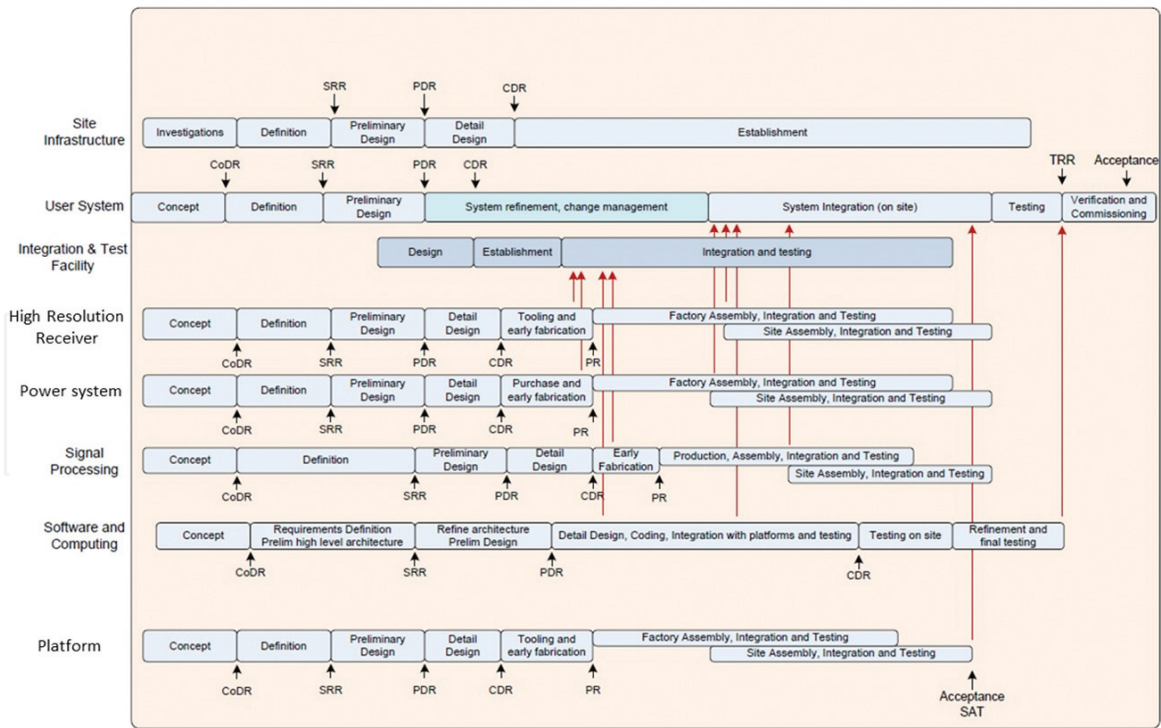 SRR
PDR
CDR
Site
Infrastructure
Investigations
Definition
Preliminary
Design
Detail
Design
Establishment
CoDR
SRR
PDR
CDR
TRR
Acceptance
User System
Concept
Definition
Preliminary
Design
System refinement, change management
System Integration (on site)
Testing
Verification and
Commissioning
Integration & Test
Facility
Design
Establishment
Integration and testing
High Resolution
Receiver
Concept
Definition
Preliminary
Design
Detail
Design
Tooling and
early fabrication
Factory Assembly, Integration and Testing
Site Assembly, Integration and Testing
CoDR
SRR
PDR
CDR
PR
Power system
Concept
Definition
Preliminary
Design
Detail
Design
Purchase and
early fabrication
Factory Assembly, Integration and Testing
Site Assembly, Integration and Testing
CoDR
SRR
PDR
CDR
PR
Signal
Processing
Concept
Definition
Preliminary
Design
Detail
Design
Early
Fabrication
Production, Assembly, Integration and Testing
Site Assembly, Integration and Testing
CoDR
SRR
PDR
CDR
PR
Software and
Computing
Concept
Requirements Definition
Prelim high level architecture
Refine architecture
Prelim Design
Detail Design, Coding, Integration with platforms and testing
Testing on site
Refinement and
final testing
CoDR
SRR
PDR
CDR
Platform
Concept
Definition
Preliminary
Design
Detail
Design
Tooling and
early fabrication
Factory Assembly, Integration and Testing
Site Assembly, Integration and Testing
CoDR
SRR
PDR
CDR
PR
Acceptance
SAT